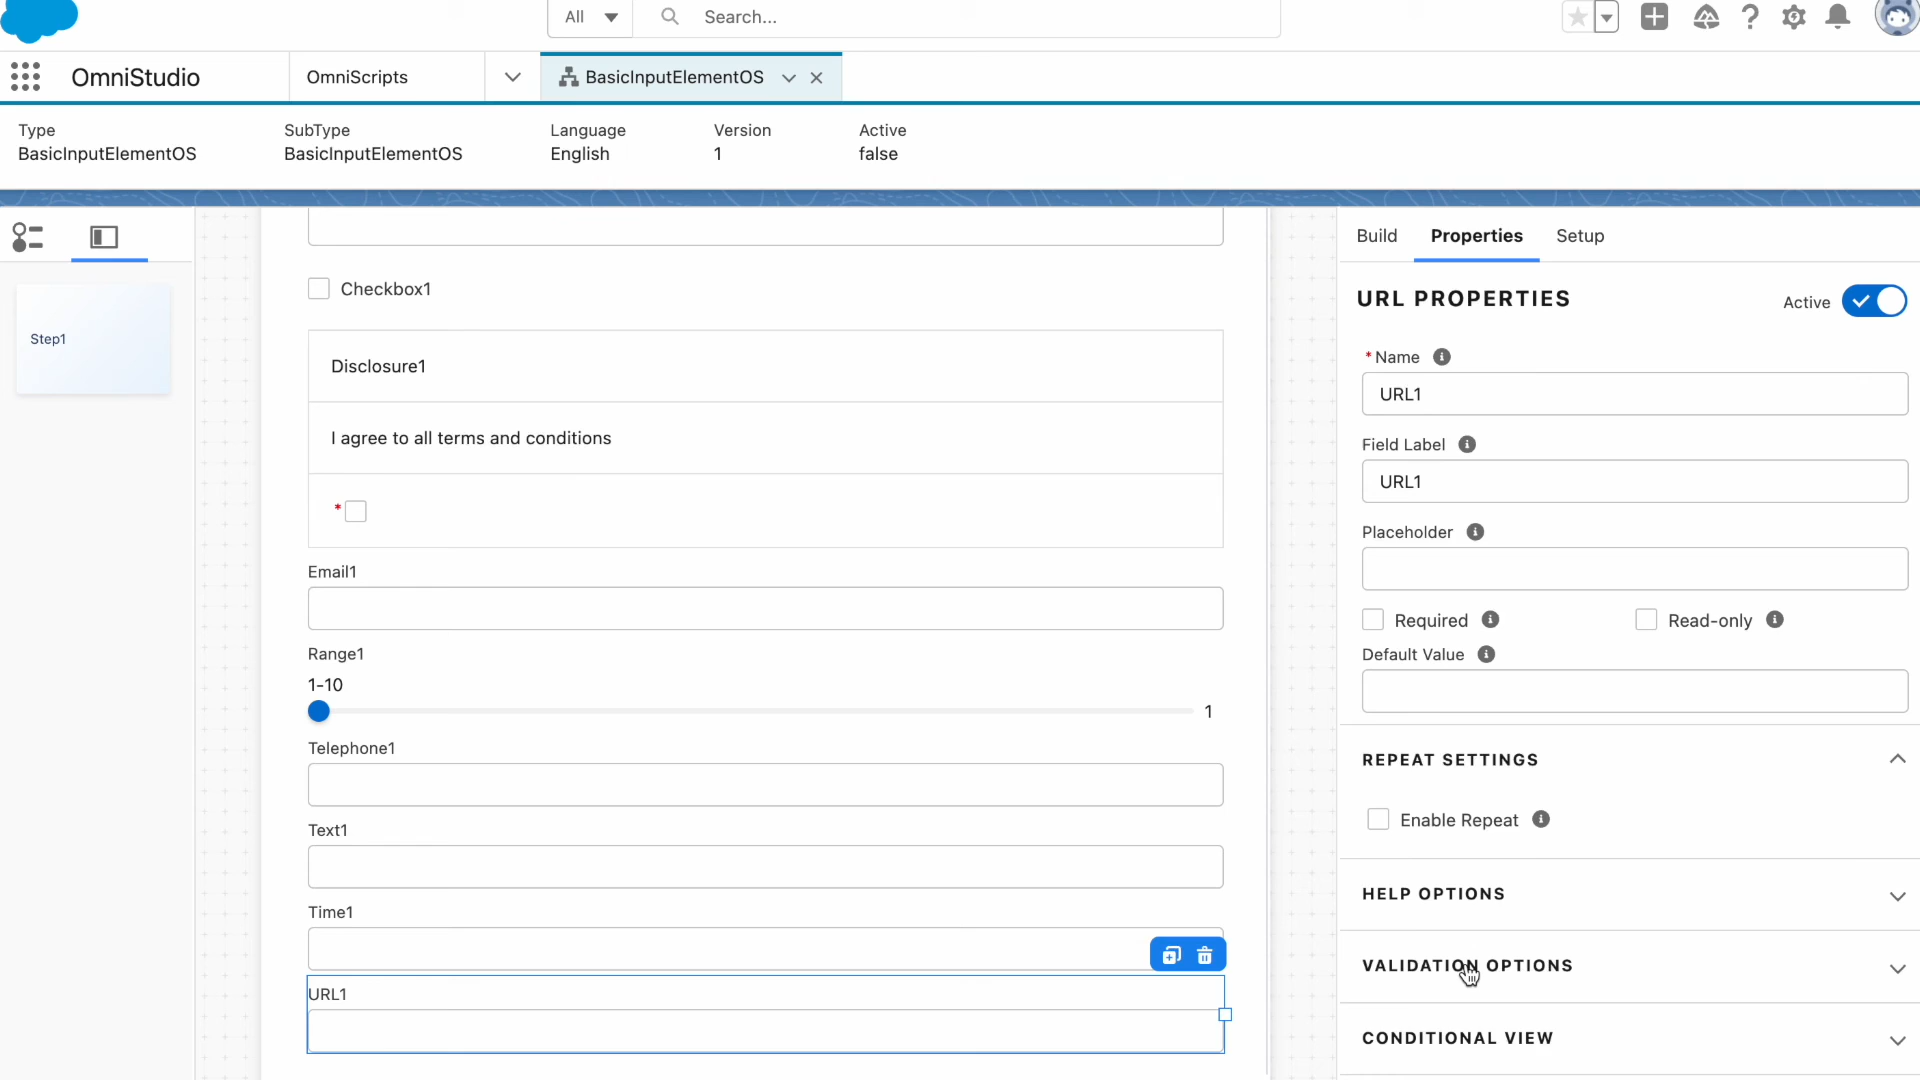 All
Search...
OmniStudio
OmniScripts
BasicInputElementOS
Type
SubType
Language
Version
Active
BasicInputElementOS
BasicInputElementOS
English
1
false
Build
Properties
Setup
Step1
Checkbox1
Disclosure1
I agree to all terms and conditions
*
Email1
Range1
1-10
1
Telephone1
Text1
Time1
URL1
URL PROPERTIES
Active
* Name
URL1
Field Label
URL1
Placeholder
Required
Read-only
Default Value
REPEAT SETTINGS
Enable Repeat
HELP OPTIONS
VALIDATION OPTIONS
CONDITIONAL VIEW